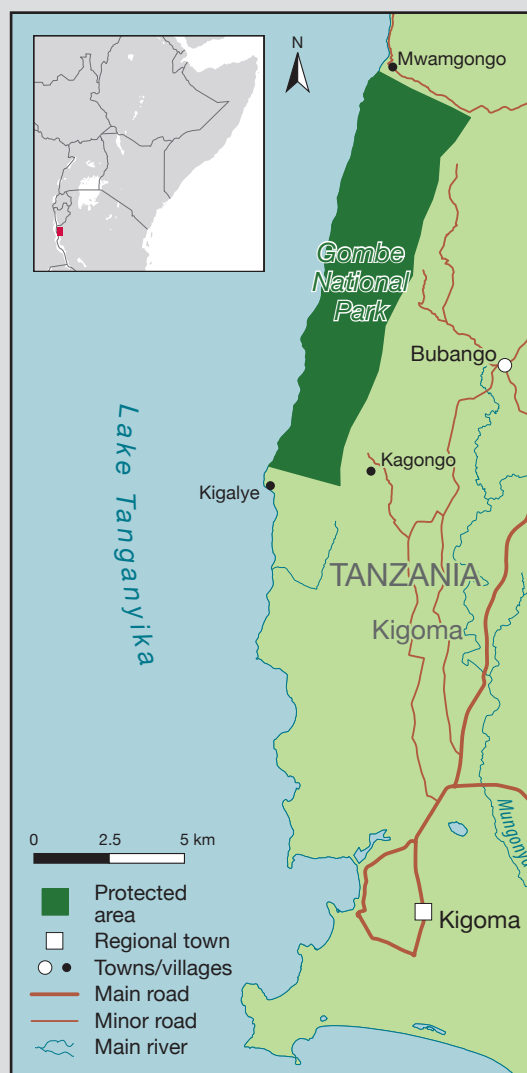 N
Mwamgongo
Gombe
National
Park
Bubango
Lake Tanganyika
Kagongo
Kigalye
TANZANIA
Kigoma
Mungonya
0 2.5 5 km
Protected
area
Regional town
Towns/villages
Main road
Minor road
Main river
Kigoma